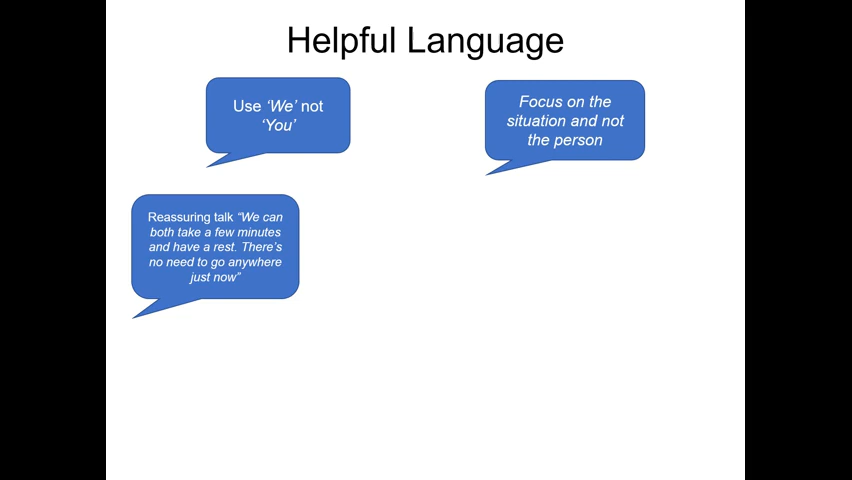 Helpful Language
Use ‘We’ not
‘You’
Focus on the
situation and not
the person
Reassuring talk “We can
both take a few minutes
and have a rest. There’s
no need to go anywhere
just now”